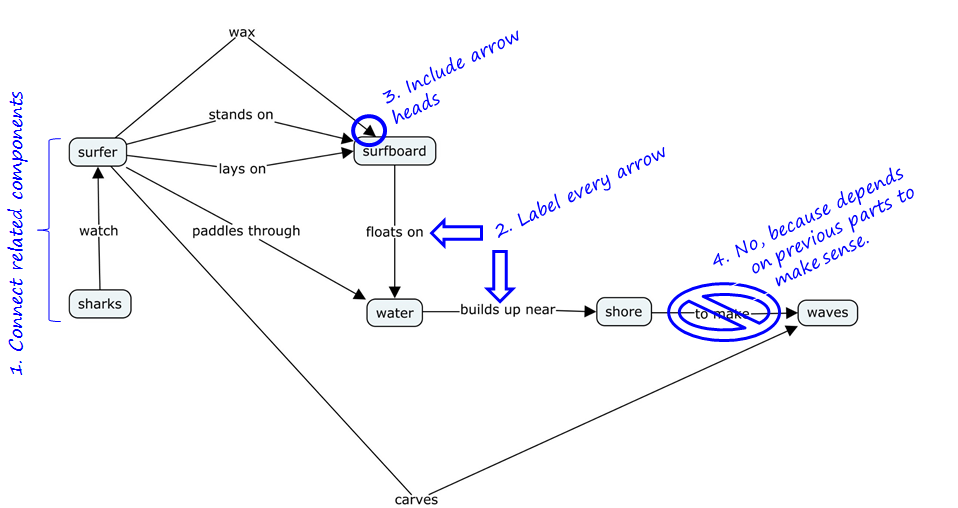 wax
3. Include arrow
heads
stands on
surfer
surfboard
lays on
1. Connect related components
watch
paddles through
floats on
2. Label every arrow
4. No, because depends
on previous parts to
make sense.
sharks
water
builds up near
shore
to make
waves
carves